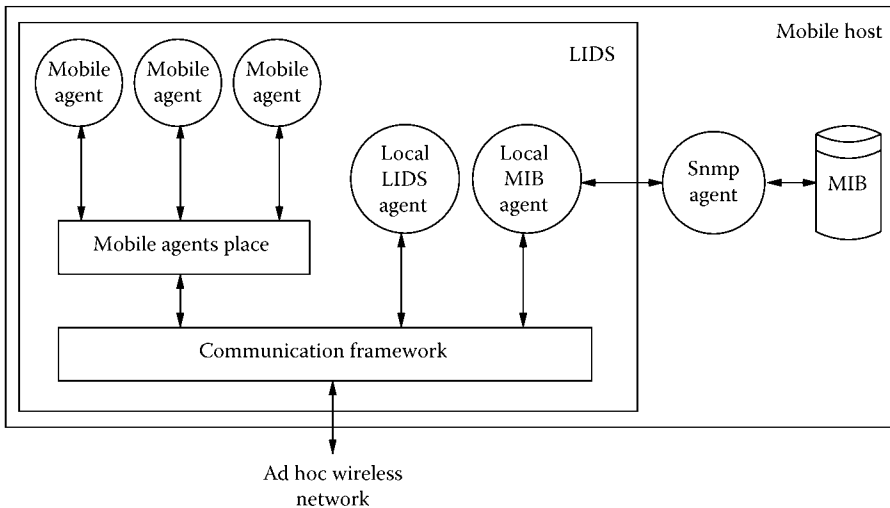 Mobile host
LIDS
Mobile
agent
Mobile
agent
Mobile
agent
Local
LIDS
agent
Local
MIB
agent
Snmp
agent
MIB
Mobile agents place
Communication framework
Ad hoc wireless
network